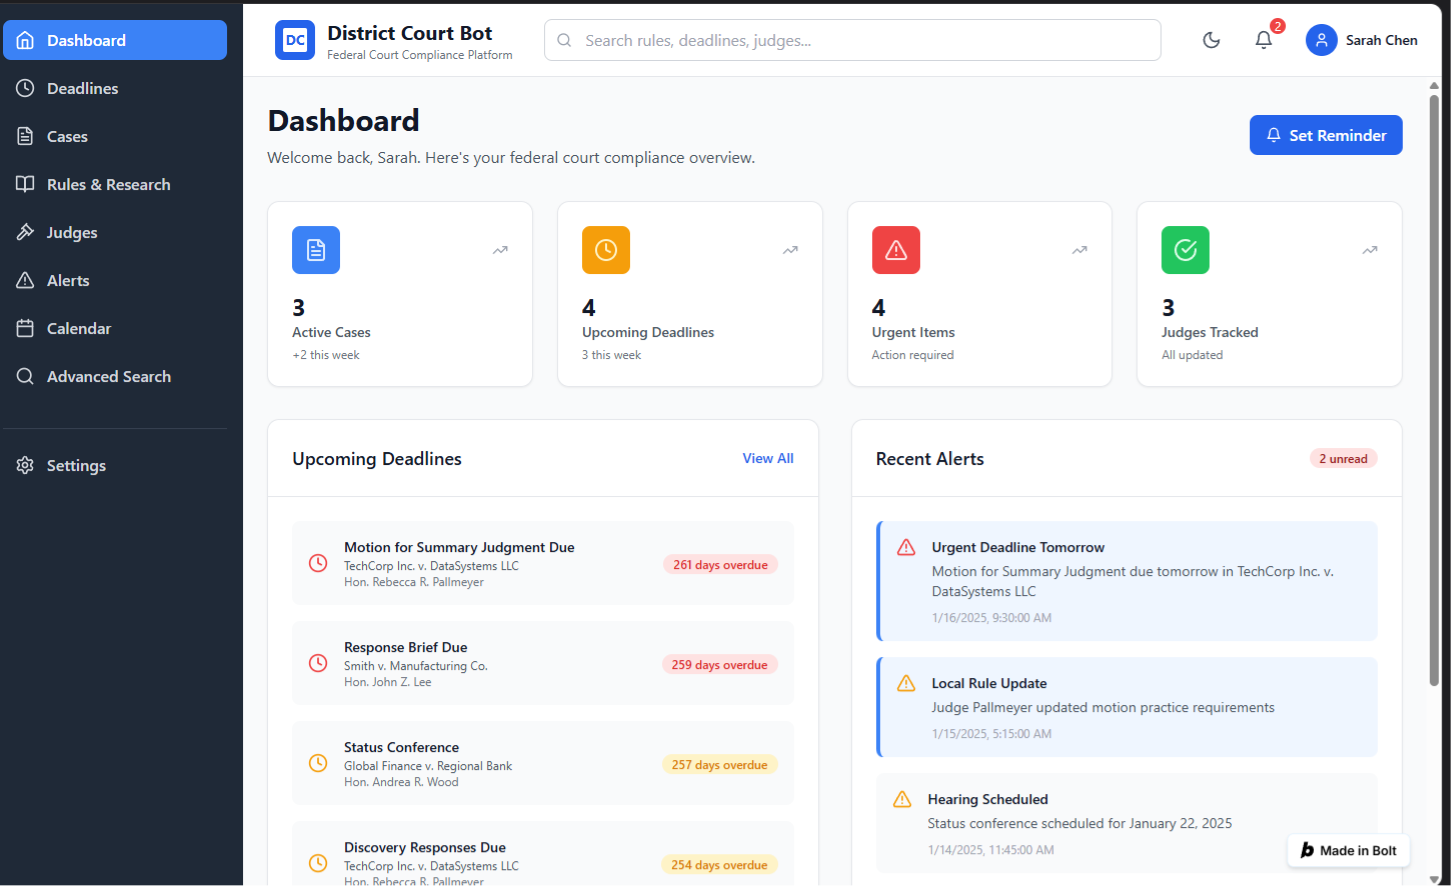 Dashboard
Deadlines
Cases
Rules & Research
Judges
Alerts
Calendar
Advanced Search
Settings
DC
District Court Bot
Federal Court Compliance Platform
Search rules, deadlines, judges...
2
Sarah Chen
Dashboard
Welcome back, Sarah. Here's your federal court compliance overview.
Set Reminder
3
Active Cases
+2 this week
4
Upcoming Deadlines
3 this week
4
Urgent Items
Action required
3
Judges Tracked
All updated
Upcoming Deadlines
View All
Motion for Summary Judgment Due
TechCorp Inc. v. DataSystems LLC
Hon. Rebecca R. Pallmeyer
261 days overdue
Response Brief Due
Smith v. Manufacturing Co.
Hon. John Z. Lee
259 days overdue
Status Conference
Global Finance v. Regional Bank
Hon. Andrea R. Wood
257 days overdue
Discovery Responses Due
TechCorp Inc. v. DataSystems LLC
Hon. Rebecca R. Pallmeyer
254 days overdue
Recent Alerts
2 unread
Urgent Deadline Tomorrow
Motion for Summary Judgment due tomorrow in TechCorp Inc. v.
DataSystems LLC
1/16/2025, 9:30:00 AM
Local Rule Update
Judge Pallmeyer updated motion practice requirements
1/15/2025, 5:15:00 AM
Hearing Scheduled
Status conference scheduled for January 22, 2025
1/14/2025, 11:45:00 AM
b Made in Bolt